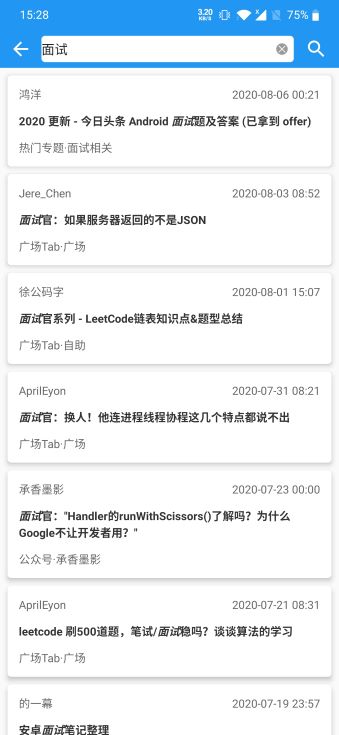 15:28
3.20
KB/s
x
75%
面试
鸿洋
2020-08-06 00:21
2020 更新 - 今日头条 Android 面试题及答案 (已拿到 offer)
热门专题·面试相关
Jere_Chen
2020-08-03 08:52
面试官：如果服务器返回的不是JSON
广场Tab·广场
徐公码字
2020-08-01 15:07
面试官系列 - LeetCode链表知识点&题型总结
广场Tab·自助
AprilEyon
2020-07-31 08:21
面试官：换人！他连进程线程协程这几个特点都说不出
广场Tab·广场
承香墨影
2020-07-23 00:00
面试官："Handler的runWithScissors()了解吗？为什么
Google不让开发者用？"
公众号·承香墨影
AprilEyon
2020-07-21 08:31
leetcode 刷500道题，笔试/面试稳吗？谈谈算法的学习
广场Tab·广场
的一幕
2020-07-19 23:57
安卓面试笔记整理